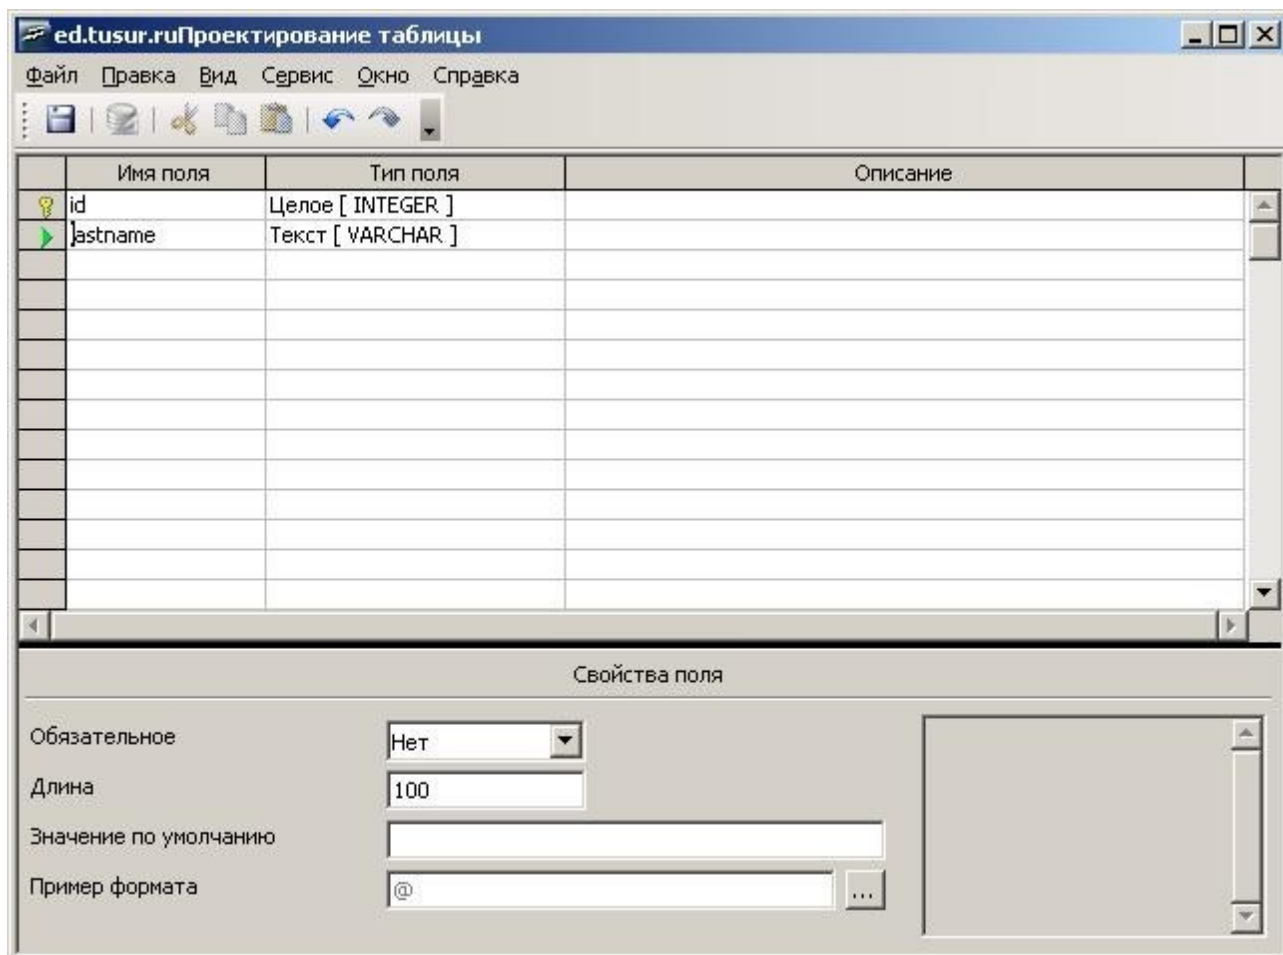 ed.tusur.ruПроектирование таблицы
Файл Правка Вид Сервис Окно Справка
Имя поля Тип поля Описание
id Целое [ INTEGER ]
lastname Текст [ VARCHAR ]
Свойства поля
Обязательное Нет
Длина 100
Значение по умолчанию
Пример формата @ ...